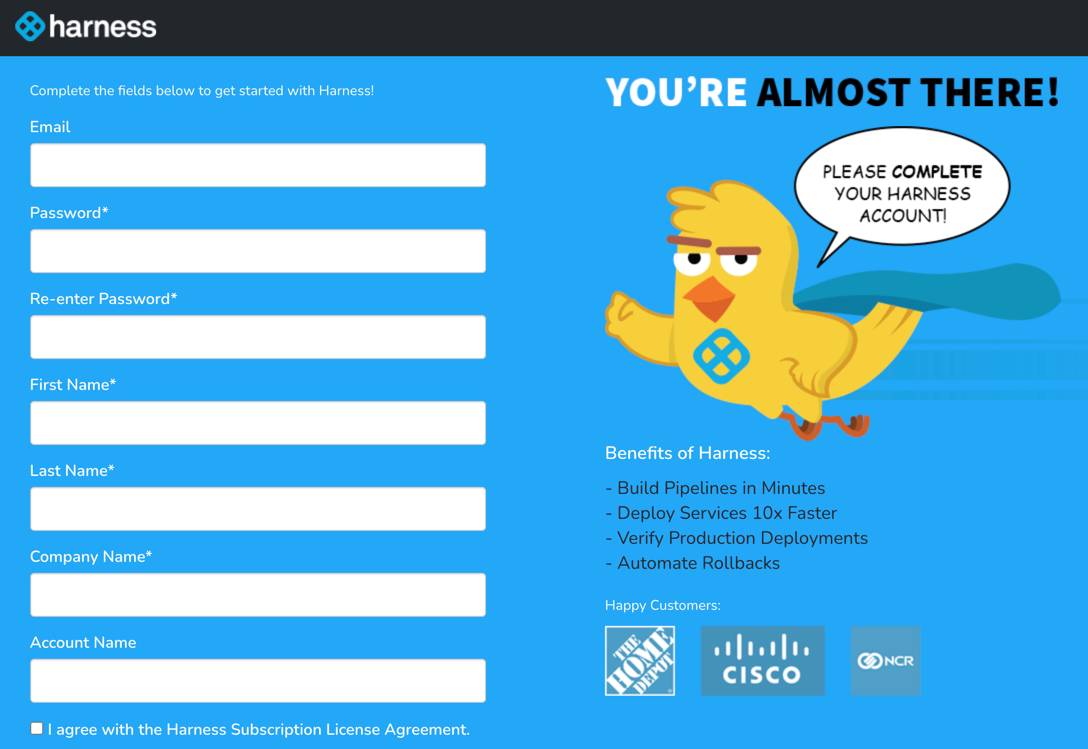 harness
Complete the fields below to get started with Harness!
Email
Password*
Re-enter Password*
First Name*
Last Name*
Company Name*
Account Name
I agree with the Harness Subscription License Agreement.
YOU’RE ALMOST THERE!
PLEASE COMPLETE
YOUR HARNESS
ACCOUNT!
Benefits of Harness:
- Build Pipelines in Minutes
- Deploy Services 10x Faster
- Verify Production Deployments
- Automate Rollbacks
Happy Customers:
THE
HOME
DEPOT
CISCO
NCR